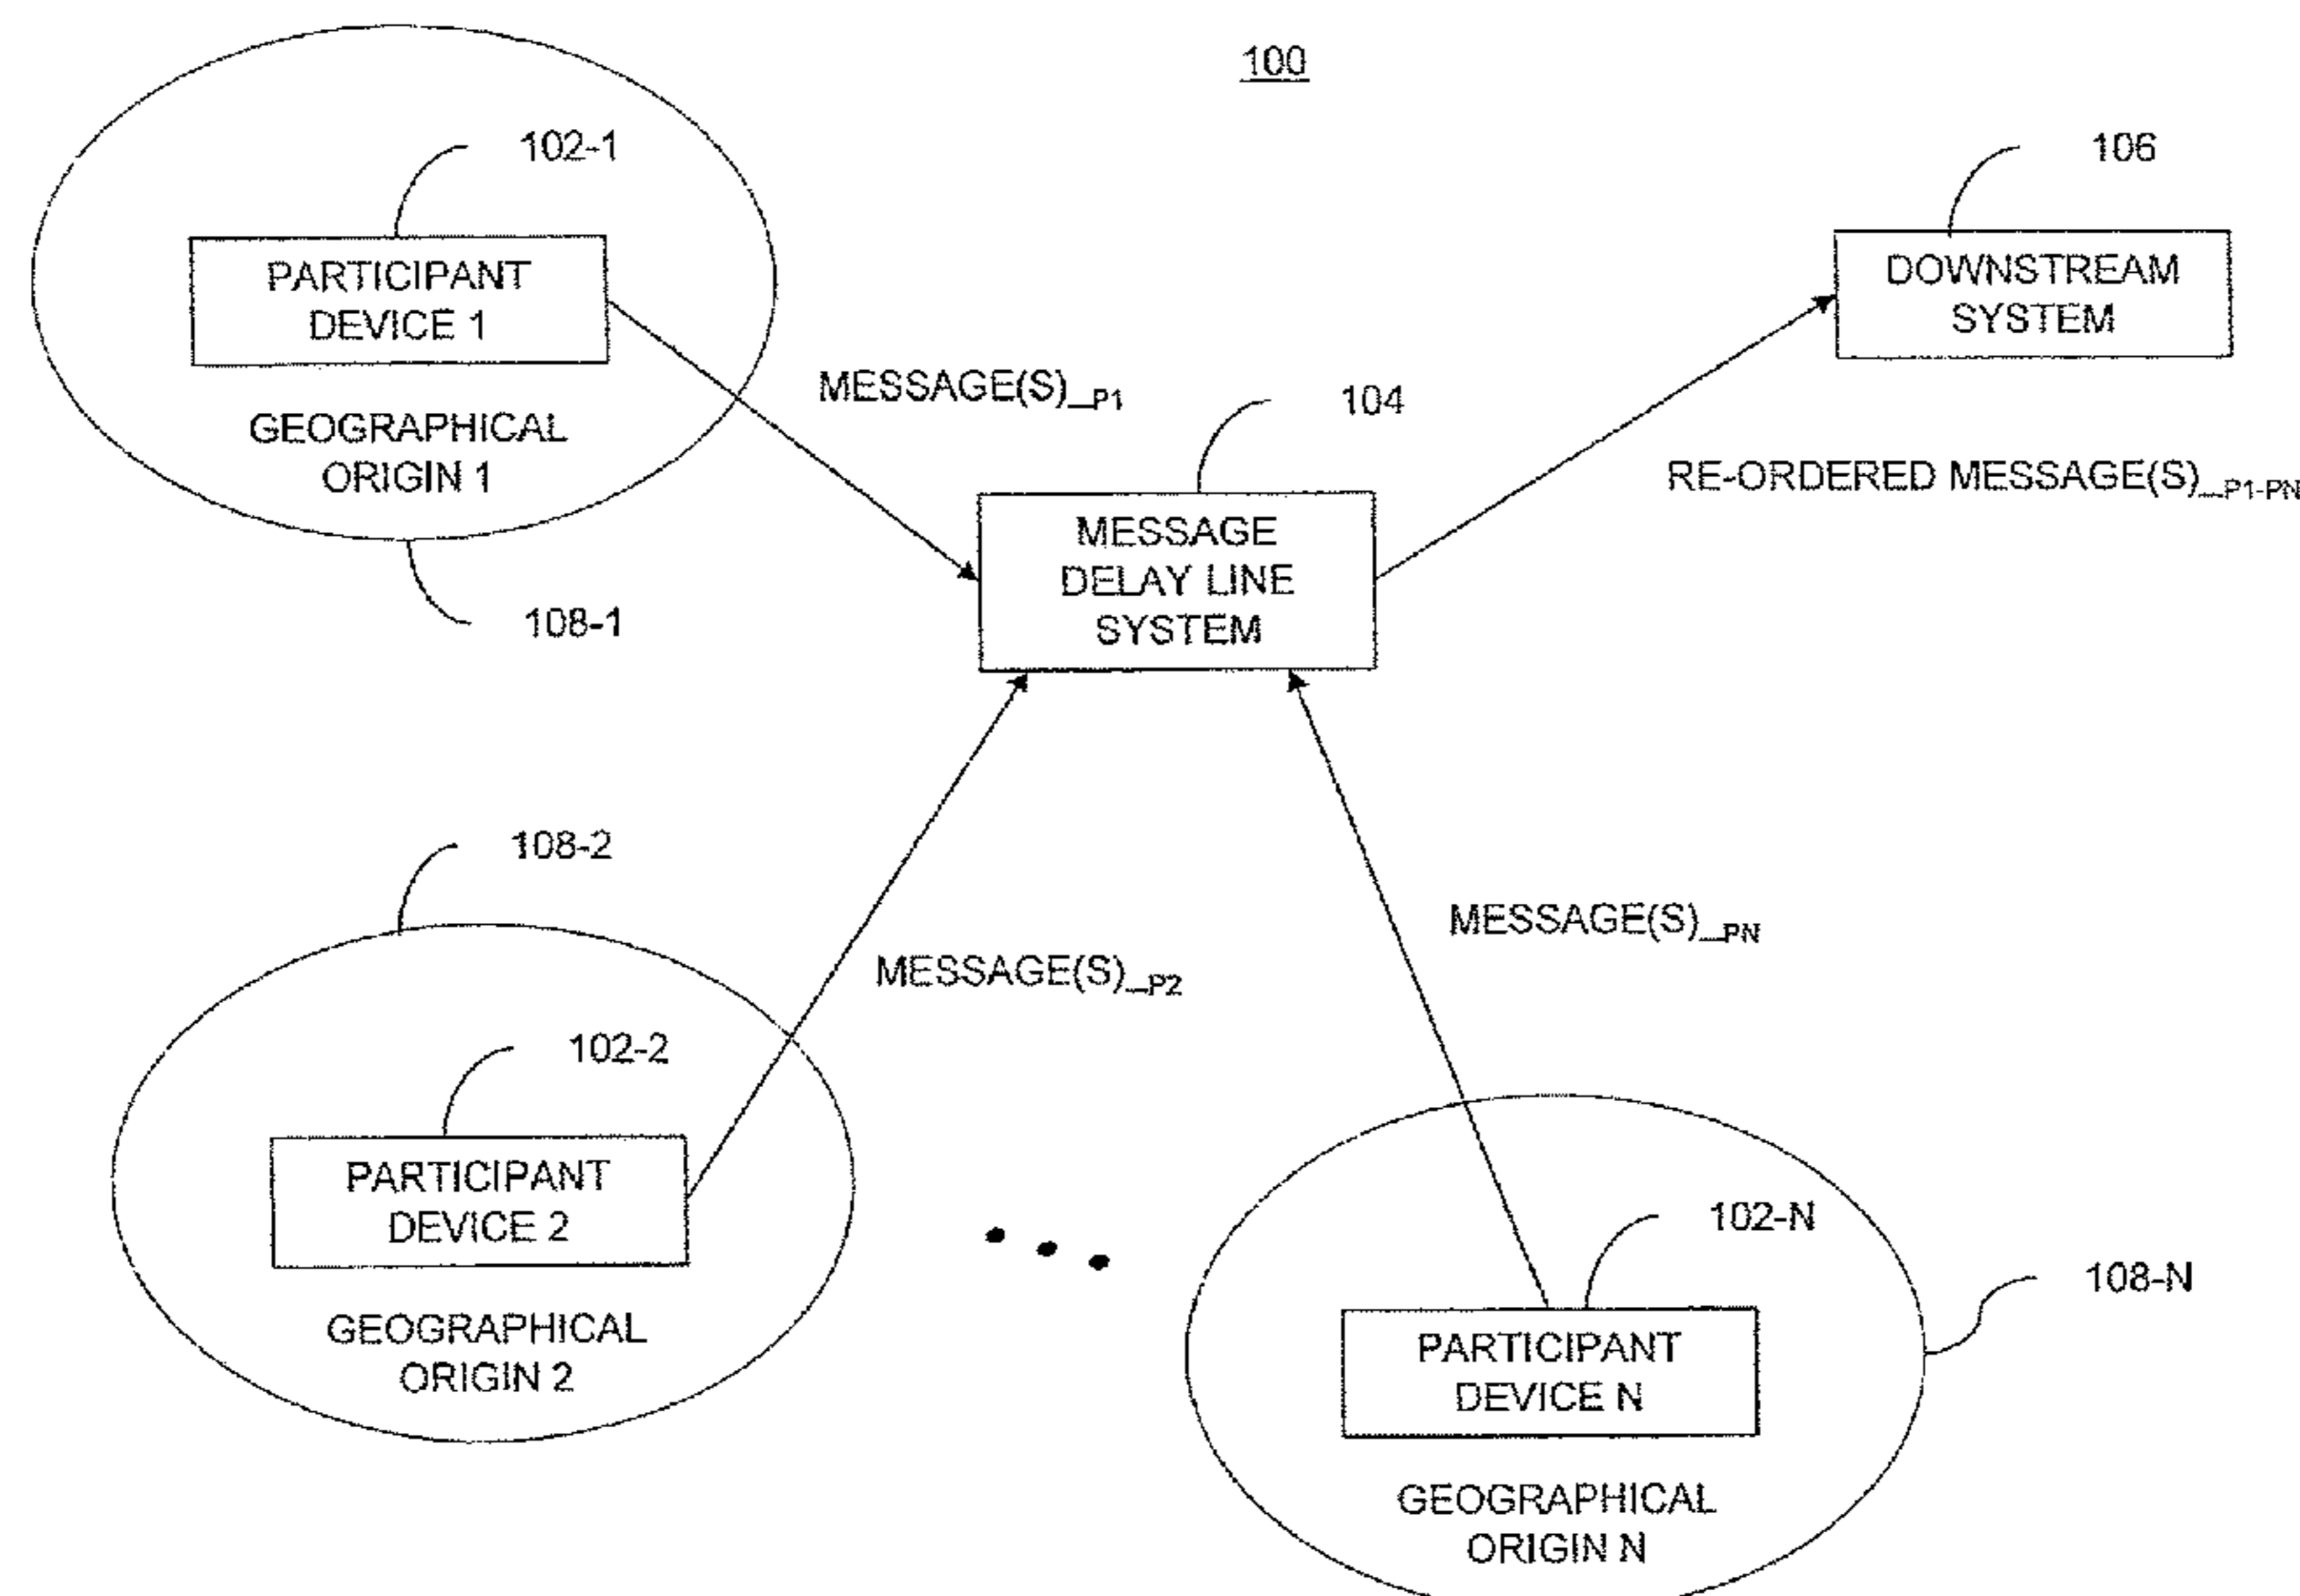 100
102-1
PARTICIPANT
DEVICE 1
GEOGRAPHICAL
ORIGIN 1
108-1
MESSAGE(S)_P1
104
MESSAGE
DELAY LINE
SYSTEM
106
DOWNSTREAM
SYSTEM
RE-ORDERED MESSAGE(S)_P1-PN
108-2
102-2
PARTICIPANT
DEVICE 2
GEOGRAPHICAL
ORIGIN 2
MESSAGE(S)_P2
MESSAGE(S)_PN
102-N
PARTICIPANT
DEVICE N
GEOGRAPHICAL
ORIGIN N
108-N